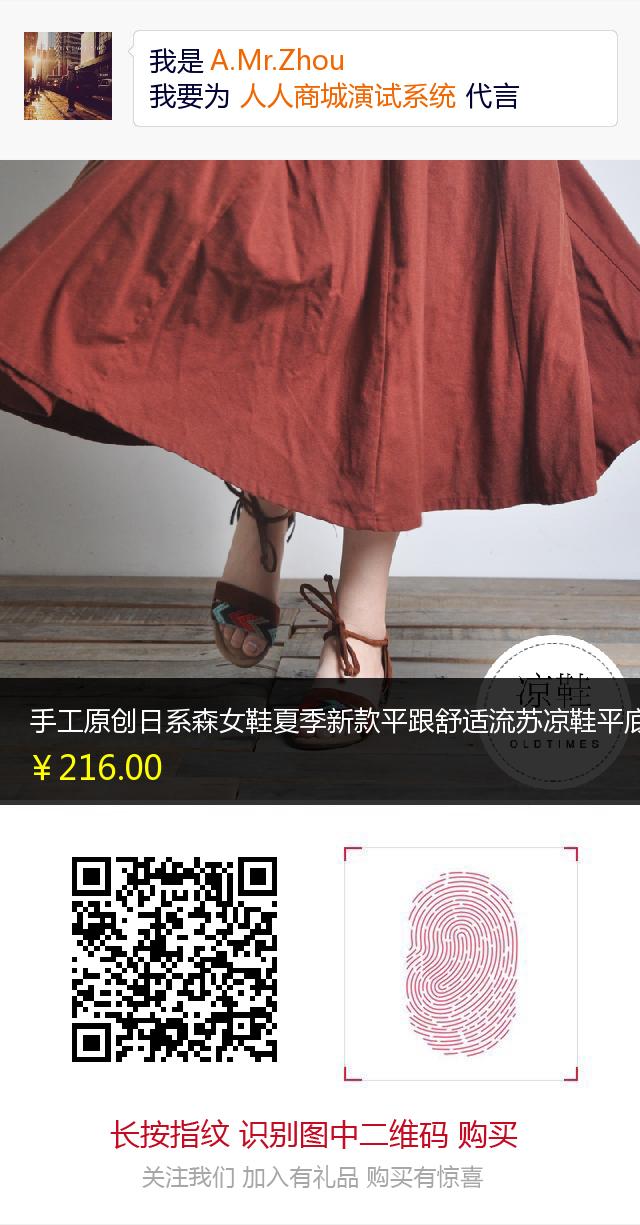 我是 A.Mr.Zhou
我要为 人人商城演试系统 代言
凉鞋
手工原创日系森女鞋夏季新款平跟舒适流苏凉鞋平底
OLDTIMES
￥216.00
长按指纹 识别图中二维码 购买
关注我们 加入有礼品 购买有惊喜